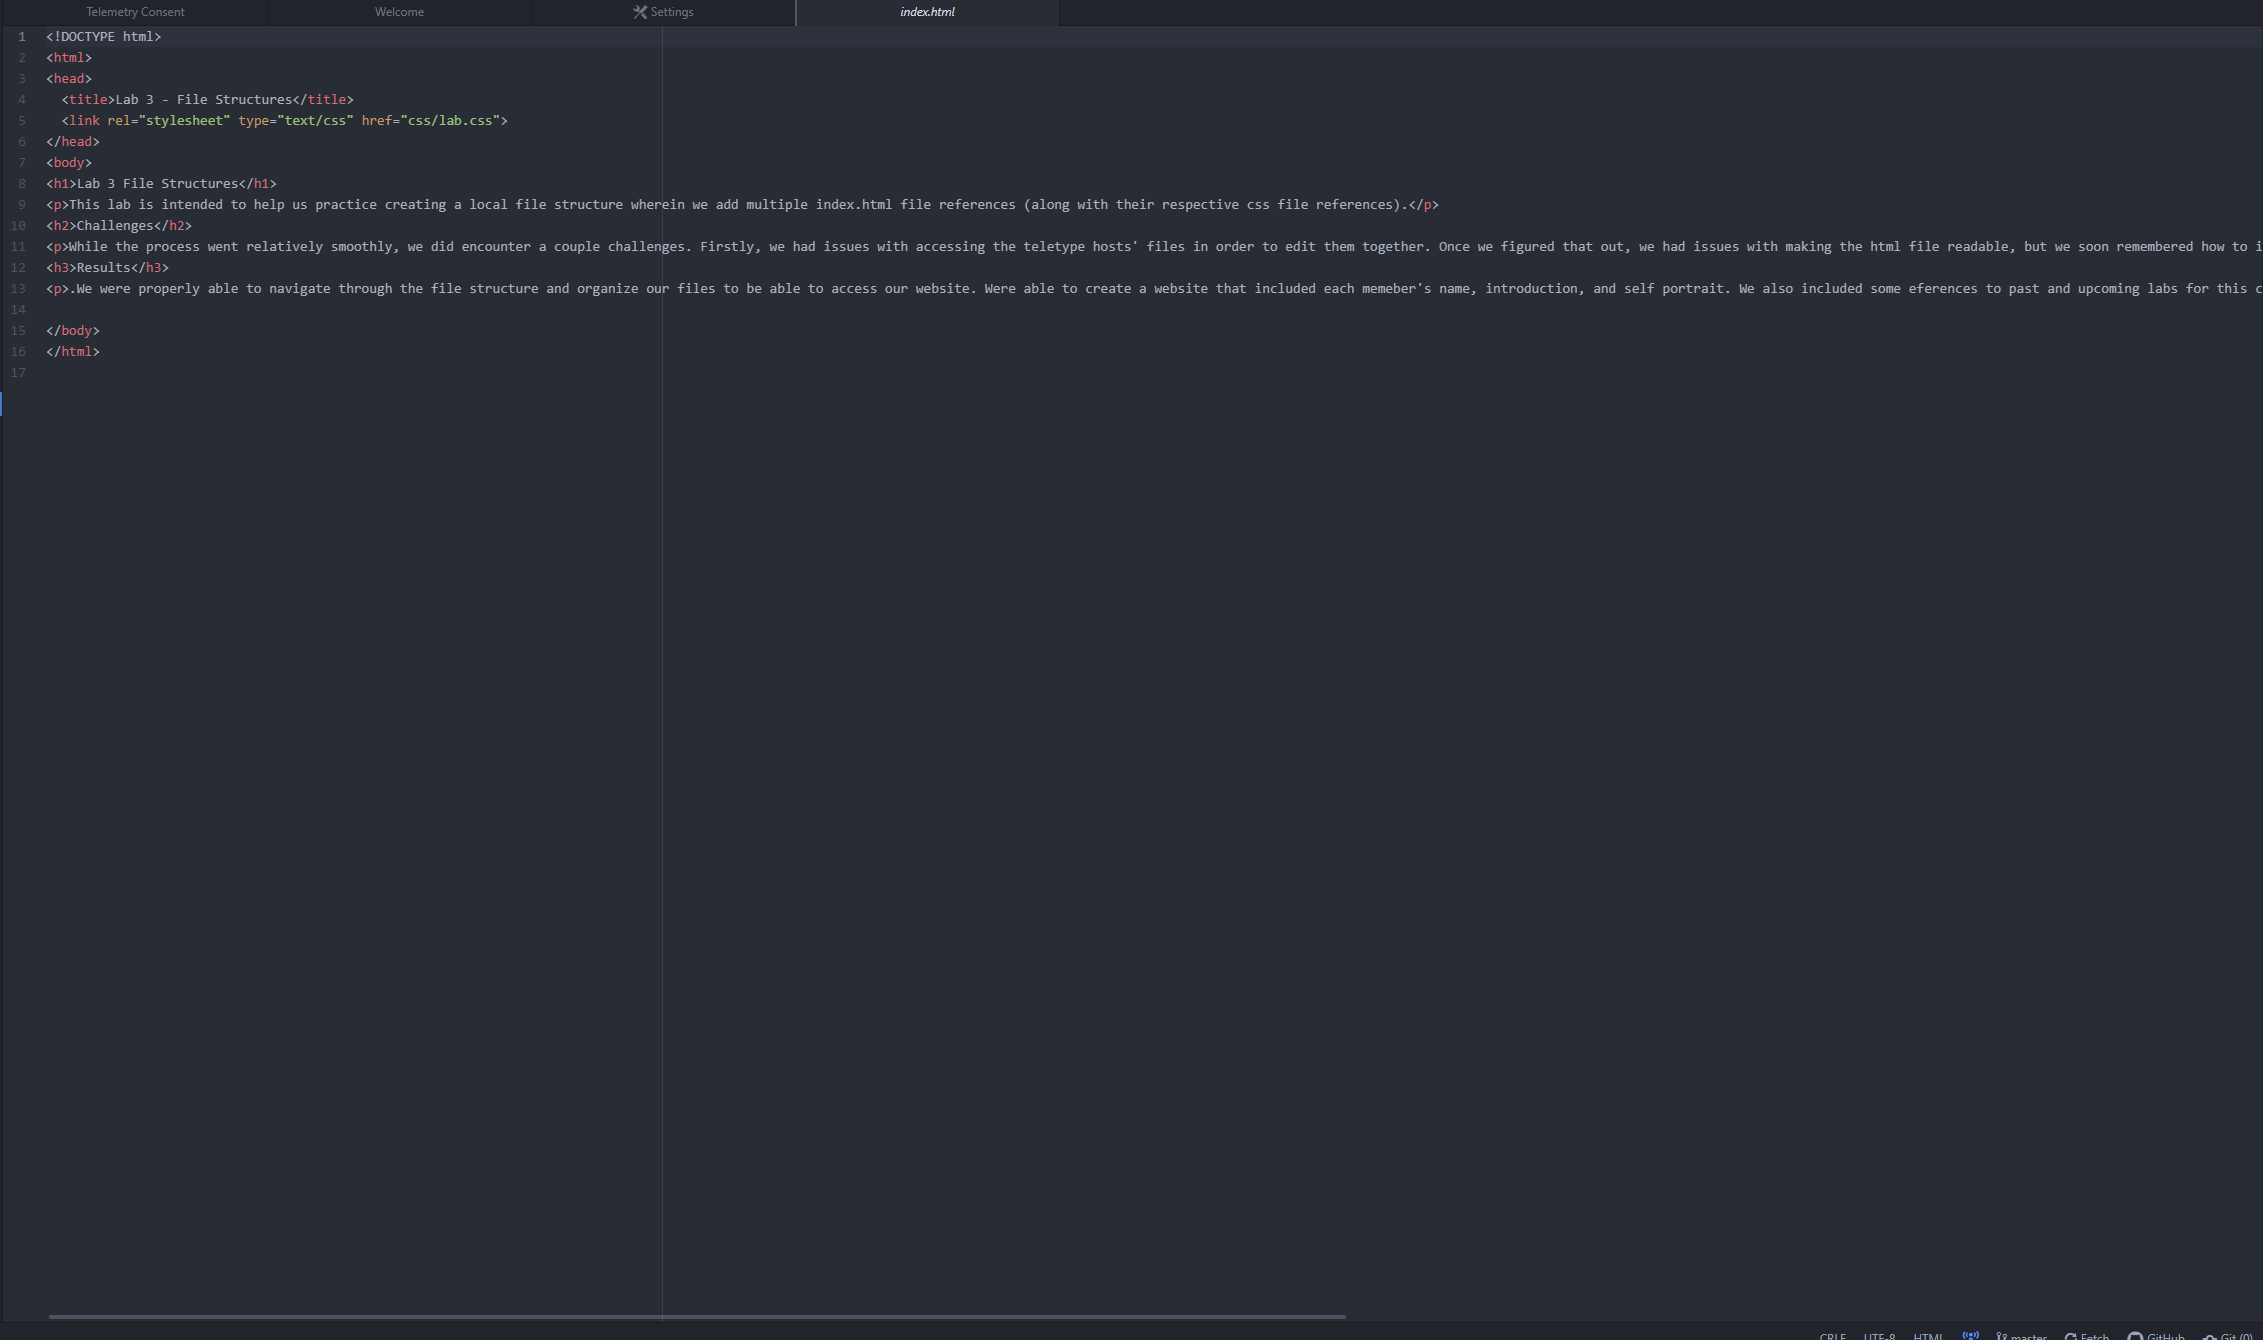 Telemetry Consent
Welcome
Settings
index.html
1 <!DOCTYPE html>
2 <html>
3 <head>
4 <title>Lab 3 - File Structures</title>
5 <link rel="stylesheet" type="text/css" href="css/lab.css">
6 </head>
7 <body>
8 <h1>Lab 3 File Structures</h1>
9 <p>This lab is intended to help us practice creating a local file structure wherein we add multiple index.html file references (along with their respective css file references).</p>
10 <h2>Challenges</h2>
11 <p>While the process went relatively smoothly, we did encounter a couple challenges. Firstly, we had issues with accessing the teletype hosts' files in order to edit them together. Once we figured that out, we had issues with making the html file readable, but we soon remembered how to i
12 <h3>Results</h3>
13 <p>.We were properly able to navigate through the file structure and organize our files to be able to access our website. Were able to create a website that included each memeber's name, introduction, and self portrait. We also included some eferences to past and upcoming labs for this c
14
15 </body>
16 </html>
17
CRLF UTF-8 HTML master Fetch GitHub Git (0)